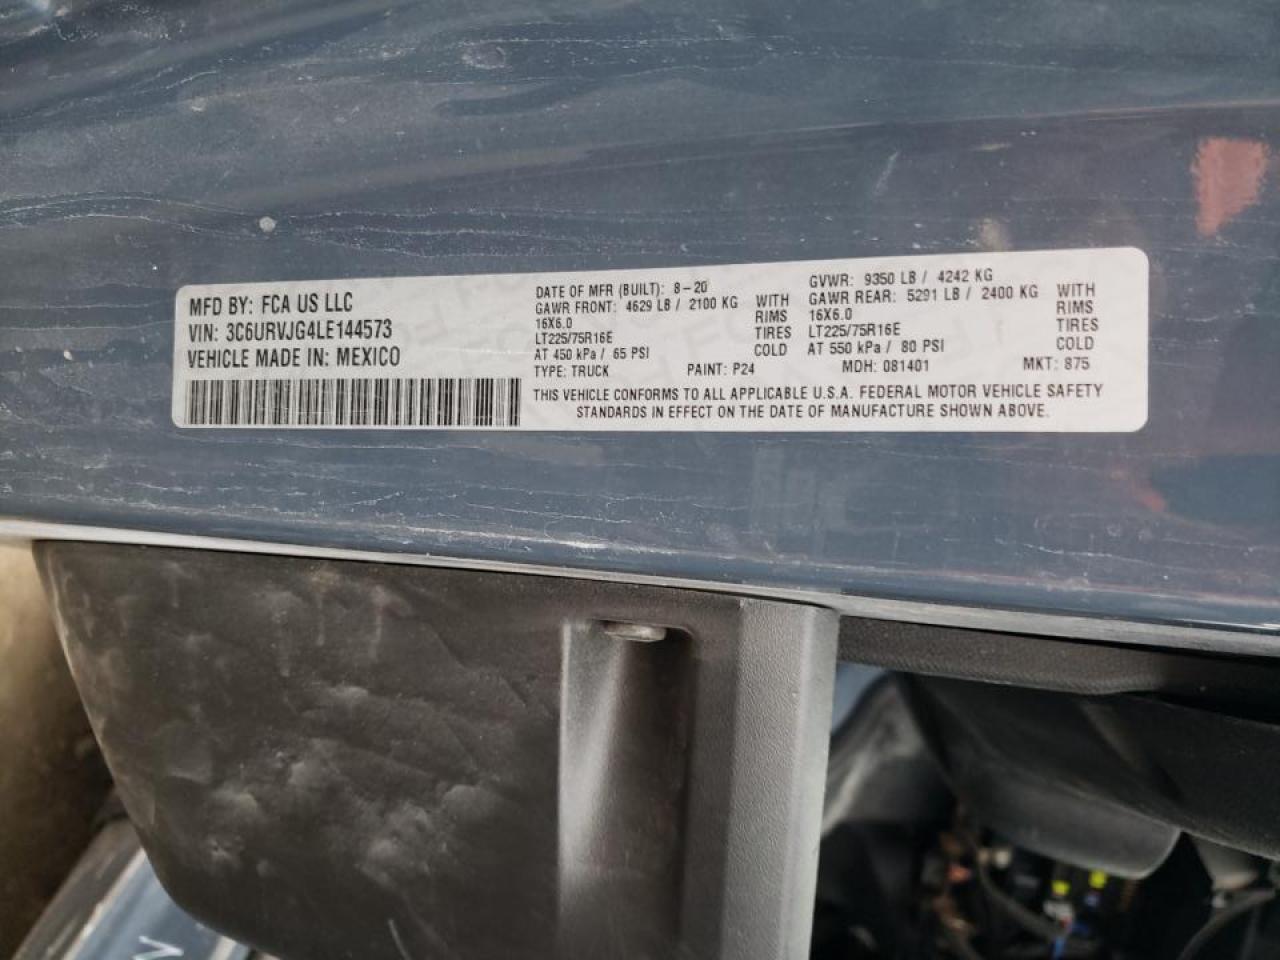 MFD BY: FCA US LLC
VIN: 3C6URVJG4LE144573
VEHICLE MADE IN: MEXICO
DATE OF MFR (BUILT): 8-20
GAWR FRONT: 4629 LB / 2100 KG WITH
16X6.0 RIMS
LT225/75R16E TIRES
AT 450 kPa / 65 PSI COLD
GVWR: 9350 LB / 4242 KG
GAWR REAR: 5291 LB / 2400 KG WITH
16X6.0 RIMS
LT225/75R16E TIRES
AT 550 kPa / 80 PSI COLD
TYPE: TRUCK PAINT: P24 MDH: 081401 MKT: 875
THIS VEHICLE CONFORMS TO ALL APPLICABLE U.S.A. FEDERAL MOTOR VEHICLE SAFETY
STANDARDS IN EFFECT ON THE DATE OF MANUFACTURE SHOWN ABOVE.